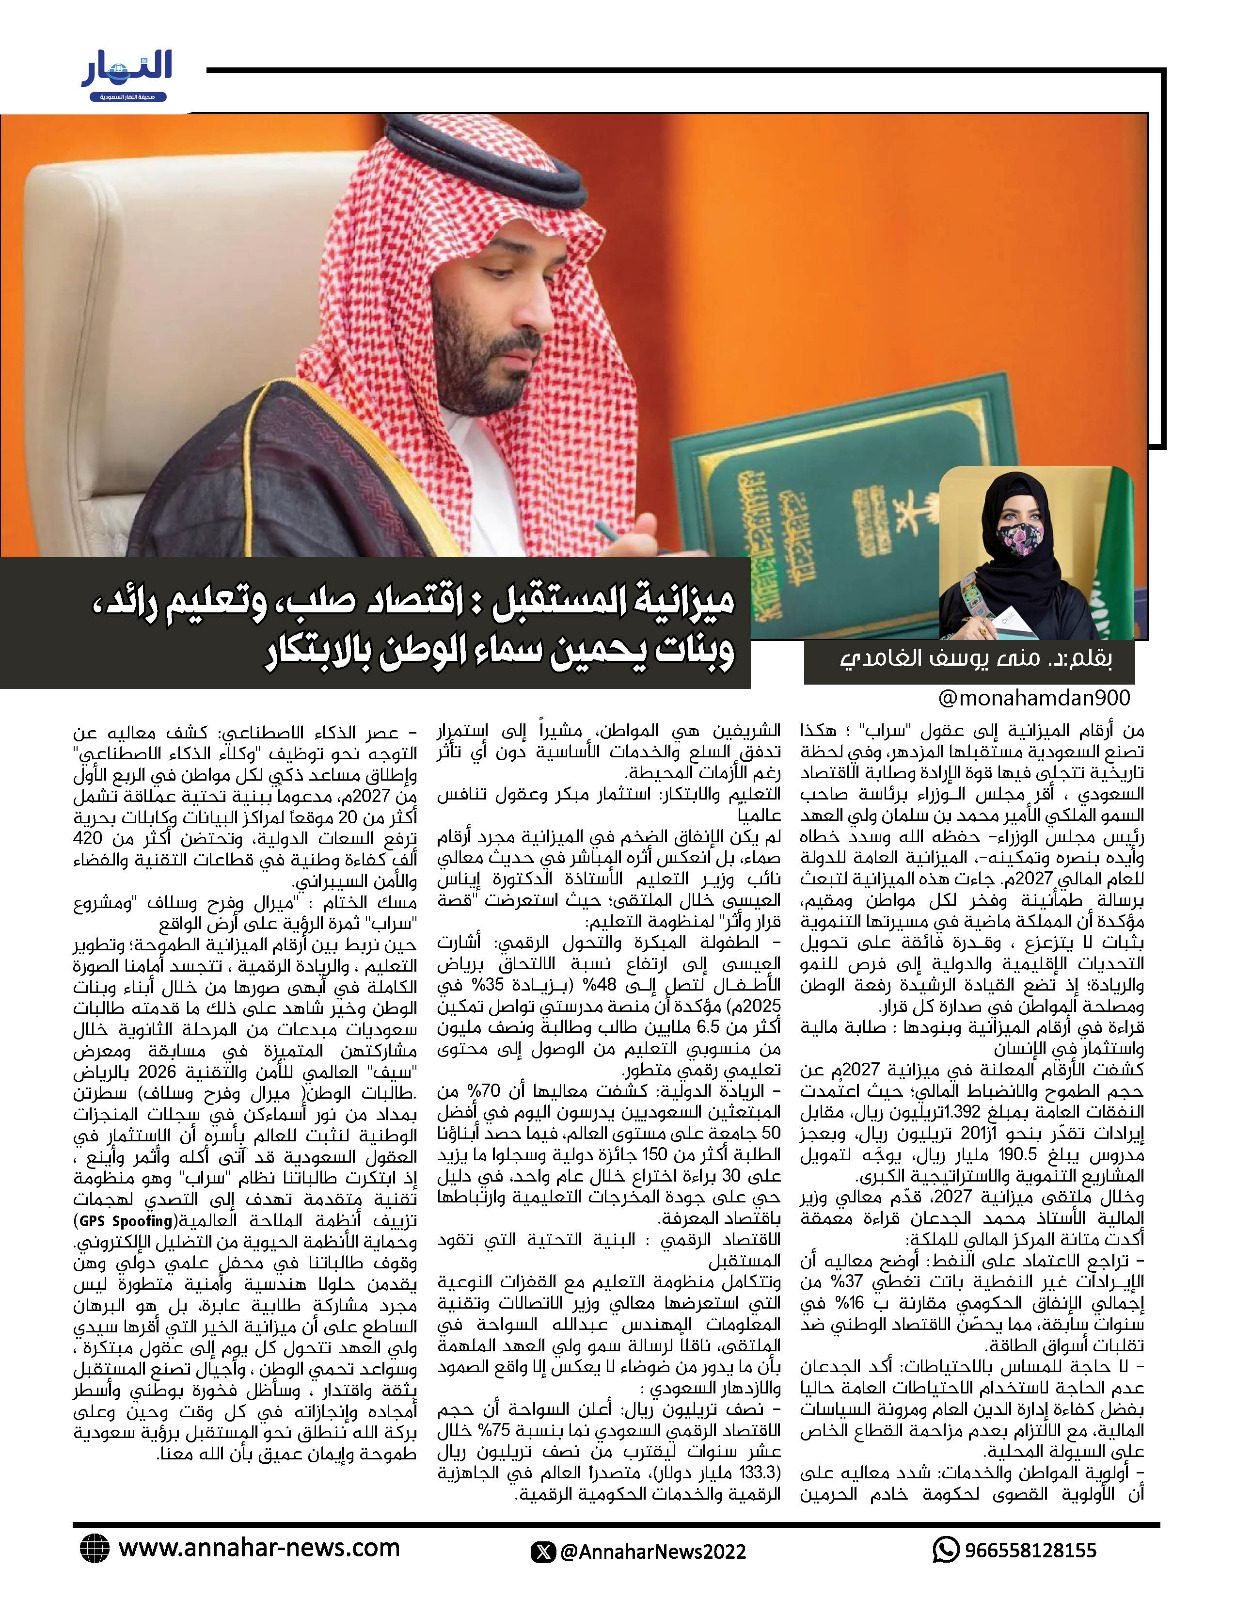 النهار
صحيفة النهار السعودية
ميزانية المستقبل : اقتصاد صلب، وتعليم رائد،
وبنات يحمين سماء الوطن بالابتكار
بقلم:د. منى يوسف الغامدي
@monahamdan900
من أرقام الميزانية إلى عقول "سراب" ؛ هكذا
تصنع السعودية مستقبلها المزدهر، وفي لحظة
تاريخية تتجلى فيها قوة الإرادة وصلابة الاقتصاد
السعودي ، أقر مجلس الوزراء برئاسة صاحب
السمو الملكي الأمير محمد بن سلمان ولي العهد
رئيس مجلس الوزراء- حفظه الله وسدد خطاه
وأيده بنصره وتمكينه-، الميزانية العامة للدولة
للعام المالي 2027م. جاءت هذه الميزانية لتبعث
برسالة طمأنينة وفخر لكل مواطن ومقيم،
مؤكدة أن المملكة ماضية في مسيرتها التنموية
بثبات لا يتزعزع ، وقدرة فائقة على تحويل
التحديات الإقليمية والدولية إلى فرص للنمو
والريادة؛ إذ تضع القيادة الرشيدة رفعة الوطن
ومصلحة المواطن في صدارة كل قرار.
قراءة في أرقام الميزانية وبنودها : صلابة مالية
واستثمار في الإنسان
كشفت الأرقام المعلنة في ميزانية 2027م عن
حجم الطموح والانضباط المالي؛ حيث اعتُمدت
النفقات العامة بمبلغ 1.392تريليون ريال، مقابل
إيرادات تقدّر بنحو 1ز201 تريليون ريال، وبعجز
مدروس يبلغ 190.5 مليار ريال، يوجّه لتمويل
المشاريع التنموية والاستراتيجية الكبرى.
وخلال ملتقى ميزانية 2027، قدّم معالي وزير
المالية الأستاذ محمد الجدعان قراءة معمقة
أكدت متانة المركز المالي للملكة:
- تراجع الاعتماد على النفط: أوضح معاليه أن
الإيرادات غير النفطية باتت تغطي 37% من
إجمالي الإنفاق الحكومي مقارنة ب 16% في
سنوات سابقة، مما يحصّن الاقتصاد الوطني ضد
تقلبات أسواق الطاقة.
- لا حاجة للمساس بالاحتياطات: أكد الجدعان
عدم الحاجة لاستخدام الاحتياطات العامة حاليا
بفضل كفاءة إدارة الدين العام ومرونة السياسات
المالية، مع الالتزام بعدم مزاحمة القطاع الخاص
على السيولة المحلية.
- أولوية المواطن والخدمات: شدد معاليه على
أن الأولوية القصوى لحكومة خادم الحرمين
الشريفين هي المواطن، مشيراً إلى استمرار
تدفق السلع والخدمات الأساسية دون أي تأثر
رغم الأزمات المحيطة.
التعليم والابتكار: استثمار مبكر وعقول تنافس
عالمياً
لم يكن الإنفاق الضخم في الميزانية مجرد أرقام
صماء، بل انعكس أثره المباشر في حديث معالي
نائب وزير التعليم الأستاذة الدكتورة إيناس
العيسى خلال الملتقى؛ حيث استعرضت "قصة
قرار وأثر" لمنظومة التعليم:
- الطفولة المبكرة والتحول الرقمي: أشارت
العيسى إلى ارتفاع نسبة الالتحاق برياض
الأطفال لتصل إلى 48% (بزيادة 35% في
2025م) مؤكدة أن منصة مدرستي تواصل تمكين
أكثر من 6.5 ملايين طالب وطالبة ونصف مليون
من منسوبي التعليم من الوصول إلى محتوى
تعليمي رقمي متطور.
- الريادة الدولية: كشفت معاليها أن 70% من
المبتعثين السعوديين يدرسون اليوم في أفضل
50 جامعة على مستوى العالم، فيما حصد أبناؤنا
الطلبة أكثر من 150 جائزة دولية وسجلوا ما يزيد
على 30 براءة اختراع خلال عام واحد، في دليل
حي على جودة المخرجات التعليمية وارتباطها
باقتصاد المعرفة.
الاقتصاد الرقمي : البنية التحتية التي تقود
المستقبل
وتتكامل منظومة التعليم مع القفزات النوعية
التي استعرضها معالي وزير الاتصالات وتقنية
المعلومات المهندس عبدالله السواحة في
الملتقى، ناقلاً لرسالة سمو ولي العهد الملهمة
بأن ما يدور من ضوضاء لا يعكس إلا واقع الصمود
والازدهار السعودي :
- نصف تريليون ريال: أعلن السواحة أن حجم
الاقتصاد الرقمي السعودي نما بنسبة 75% خلال
عشر سنوات ليقترب من نصف تريليون ريال
(133.3 مليار دولار)، متصدراً العالم في الجاهزية
الرقمية والخدمات الحكومية الرقمية.
- عصر الذكاء الاصطناعي: كشف معاليه عن
التوجه نحو توظيف "وكلاء الذكاء الاصطناعي"
وإطلاق مساعد ذكي لكل مواطن في الربع الأول
من 2027م، مدعوماً ببنية تحتية عملاقة تشمل
أكثر من 20 موقعاً لمراكز البيانات وكابلات بحرية
ترفع السعات الدولية، وتحتضن أكثر من 420
ألف كفاءة وطنية في قطاعات التقنية والفضاء
والأمن السيبراني.
مسك الختام : "ميرال وفرح وسلاف "ومشروع
"سراب" ثمرة الرؤية على أرض الواقع
حين نربط بين أرقام الميزانية الطموحة؛ وتطوير
التعليم ، والريادة الرقمية ، تتجسد أمامنا الصورة
الكاملة في أبهى صورها من خلال أبناء وبنات
الوطن وخير شاهد على ذلك ما قدمته طالبات
سعوديات مبدعات من المرحلة الثانوية خلال
مشاركتهن المتميزة في مسابقة ومعرض
"سيف" العالمي للأمن والتقنية 2026 بالرياض
.طالبات الوطن( ميرال وفرح وسلاف) سطرتن
بمداد من نور أسماءكن في سجلات المنجزات
الوطنية لنثبت للعالم بأسره أن الاستثمار في
العقول السعودية قد آتى أكله وأثمر وأينع ،
إذ ابتكرت طالباتنا نظام "سراب" وهو منظومة
تقنية متقدمة تهدف إلى التصدي لهجمات
تزييف أنظمة الملاحة العالمية(GPS Spoofing)
وحماية الأنظمة الحيوية من التضليل الإلكتروني.
وقوف طالباتنا في محفل علمي دولي وهن
يقدمن حلولا هندسية وأمنية متطورة ليس
مجرد مشاركة طلابية عابرة، بل هو البرهان
الساطع على أن ميزانية الخير التي أقرها سيدي
ولي العهد تتحول كل يوم إلى عقول مبتكرة ،
وسواعد تحمي الوطن ، وأجيال تصنع المستقبل
بثقة واقتدار ، وسأظل فخورة بوطني وأسطر
أمجاده وإنجازاته في كل وقت وحين وعلى
بركة الله ننطلق نحو المستقبل برؤية سعودية
طموحة وإيمان عميق بأن الله معنا.
www.annahar-news.com
@AnnaharNews2022
966558128155